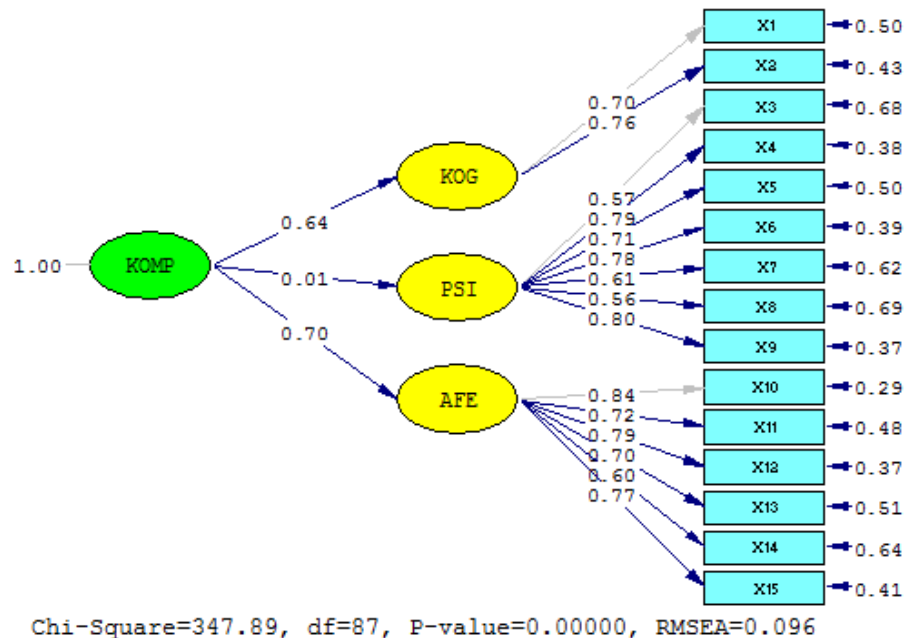 X1 0.50
X2 0.43
0.70
0.76
X3 0.68
X4 0.38
KOG
X5 0.50
0.57
0.79
0.71
0.78
0.61
0.56
0.80
0.64
X6 0.39
1.00 KOMP
X7 0.62
0.01
PSI
X8 0.69
0.70
X9 0.37
X10 0.29
AFE
0.84
0.72
0.79
0.70
0.60
0.77
X11 0.48
X12 0.37
X13 0.51
X14 0.64
X15 0.41
Chi-Square=347.89, df=87, P-value=0.00000, RMSEA=0.096